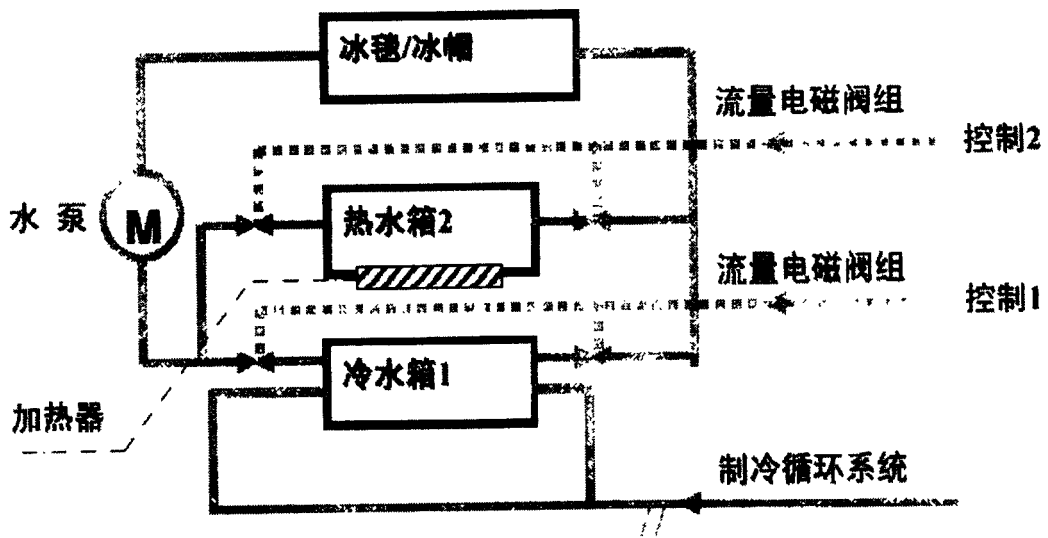 冰毯/冰帽
流量电磁阀组
控制2
水泵
M
热水箱2
流量电磁阀组
控制1
冷水箱1
加热器
制冷循环系统